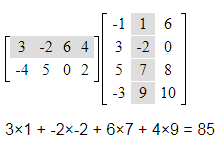 -1 1 6
3 -2 6 4 3 -2 0
-4 5 0 2 5 7 8
-3 9 10
3×1 + -2×-2 + 6×7 + 4×9 = 85